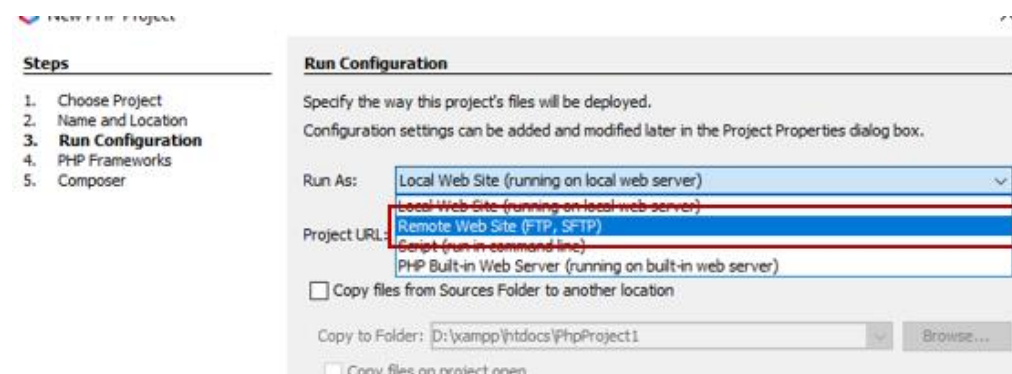 New PHP Project
Steps
1. Choose Project
2. Name and Location
3. Run Configuration
4. PHP Frameworks
5. Composer
Run Configuration
Specify the way this project's files will be deployed.
Configuration settings can be added and modified later in the Project Properties dialog box.
Run As: Local Web Site (running on local web server)
Local Web Site (running on local web server)
Remote Web Site (FTP, SFTP)
Project URL:
Script (run in command line)
PHP Built-in Web Server (running on built-in web server)
Copy files from Sources Folder to another location
Copy to Folder: D:\xampp\htdocs\PhpProject1 Browse...
Copy files on project open